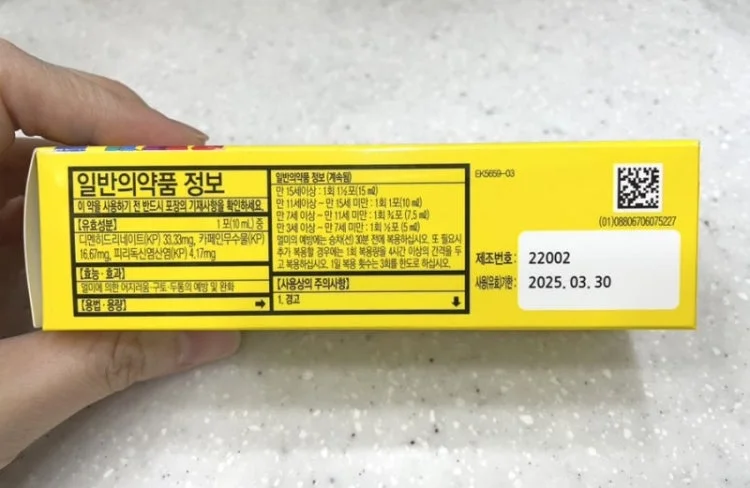 일반의약품 정보
이 약을 사용하기 전 반드시 포장의 기재사항을 확인하세요.
【유효성분】 1포(10 mL) 중
디멘히드리네이트(KP) 33.33mg, 카페인무수물(KP)
16.67mg, 피리독신염산염(KP) 4.17mg
【효능·효과】
멀미에 의한 어지러움·구토·두통의 예방 및 완화
【용법·용량】
일반의약품 정보 (계속됨)
만 15세이상 : 1회 1½포(15 ㎖)
만 11세이상 ~ 만 15세 미만 : 1회 1포(10 ㎖)
만 7세 이상 ~ 만 11세 미만 : 1회 ¾포 (7.5 ㎖)
만 3세 이상 ~ 만 7세 미만 : 1회 ½포 (5 ㎖)
멀미의 예방에는 승차(선) 30분 전에 복용하십시오. 또 필요시
추가 복용할 경우에는 1회 복용량을 4시간 이상의 간격을 두
고 복용하십시오. 1일 복용 횟수는 3회를 한도로 하십시오.
【사용상의 주의사항】
1. 경고
EK5659-03
(01)08806706075227
제조번호: 22002
사용(유효)기한: 2025. 03. 30